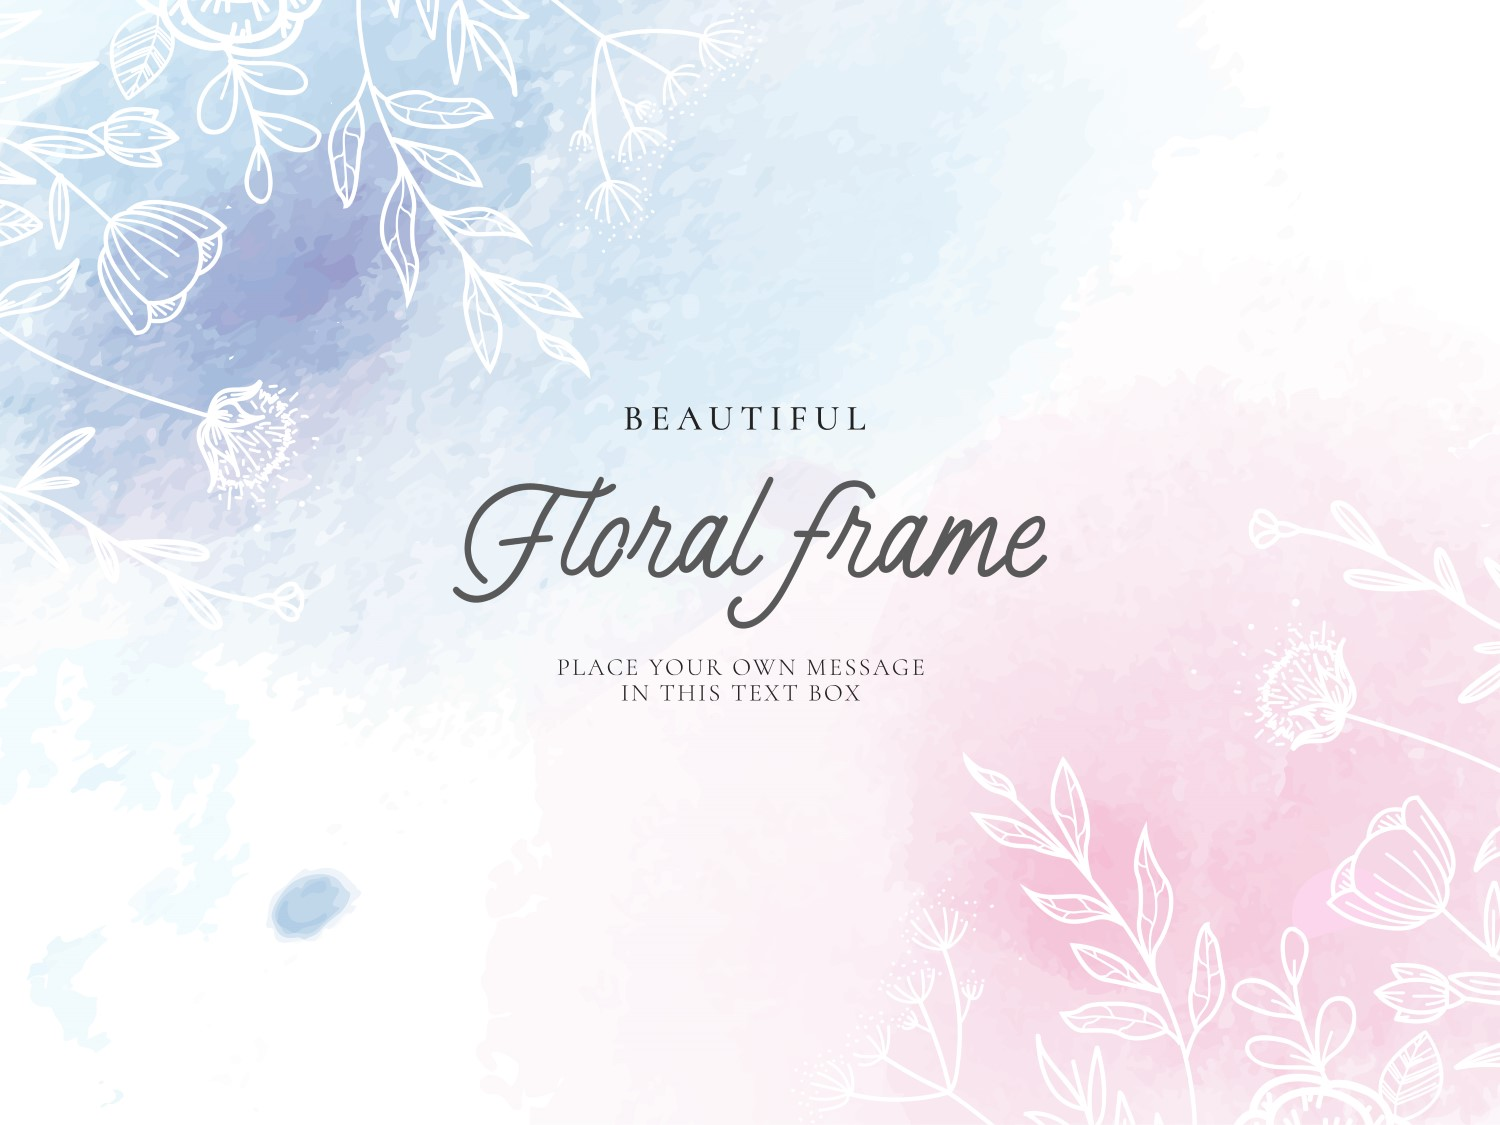 BEAUTIFUL
Floral frame
PLACE YOUR OWN MESSAGE
IN THIS TEXT BOX